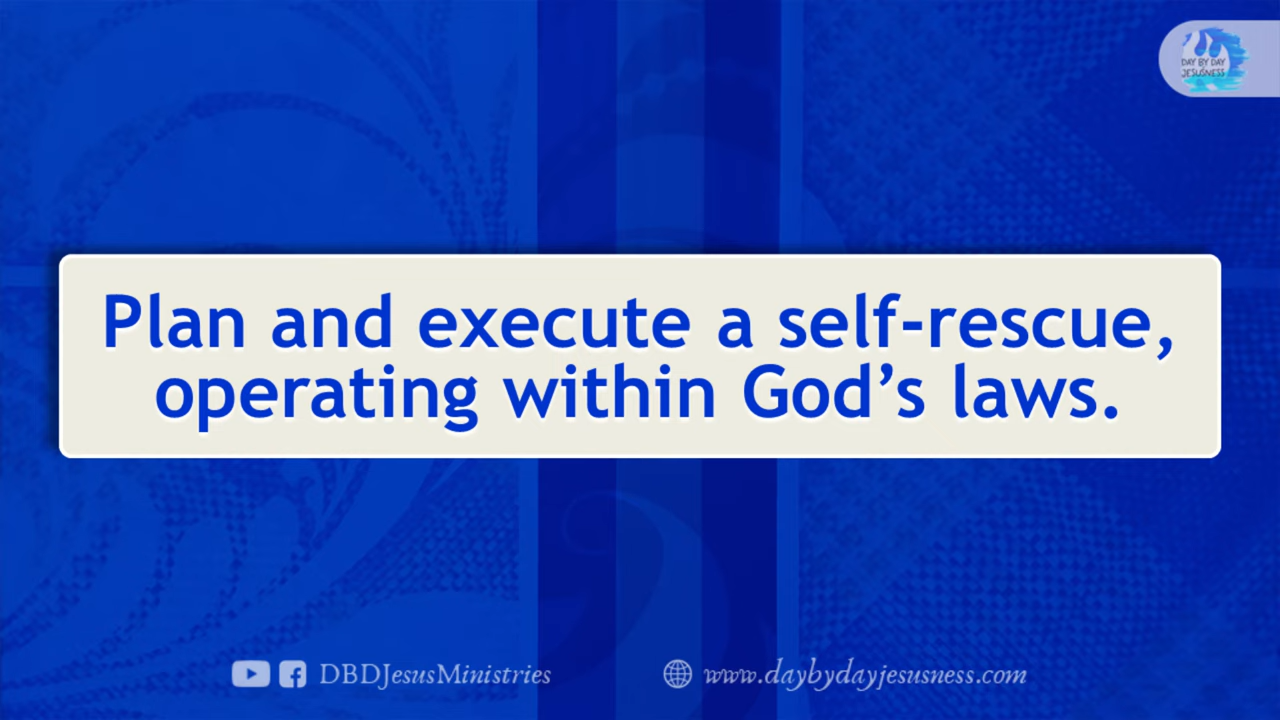 DAY BY DAY
JESUSNESS
Plan and execute a self-rescue,
operating within God’s laws.
DBDJesusMinistries
www.daybydayjesusness.com